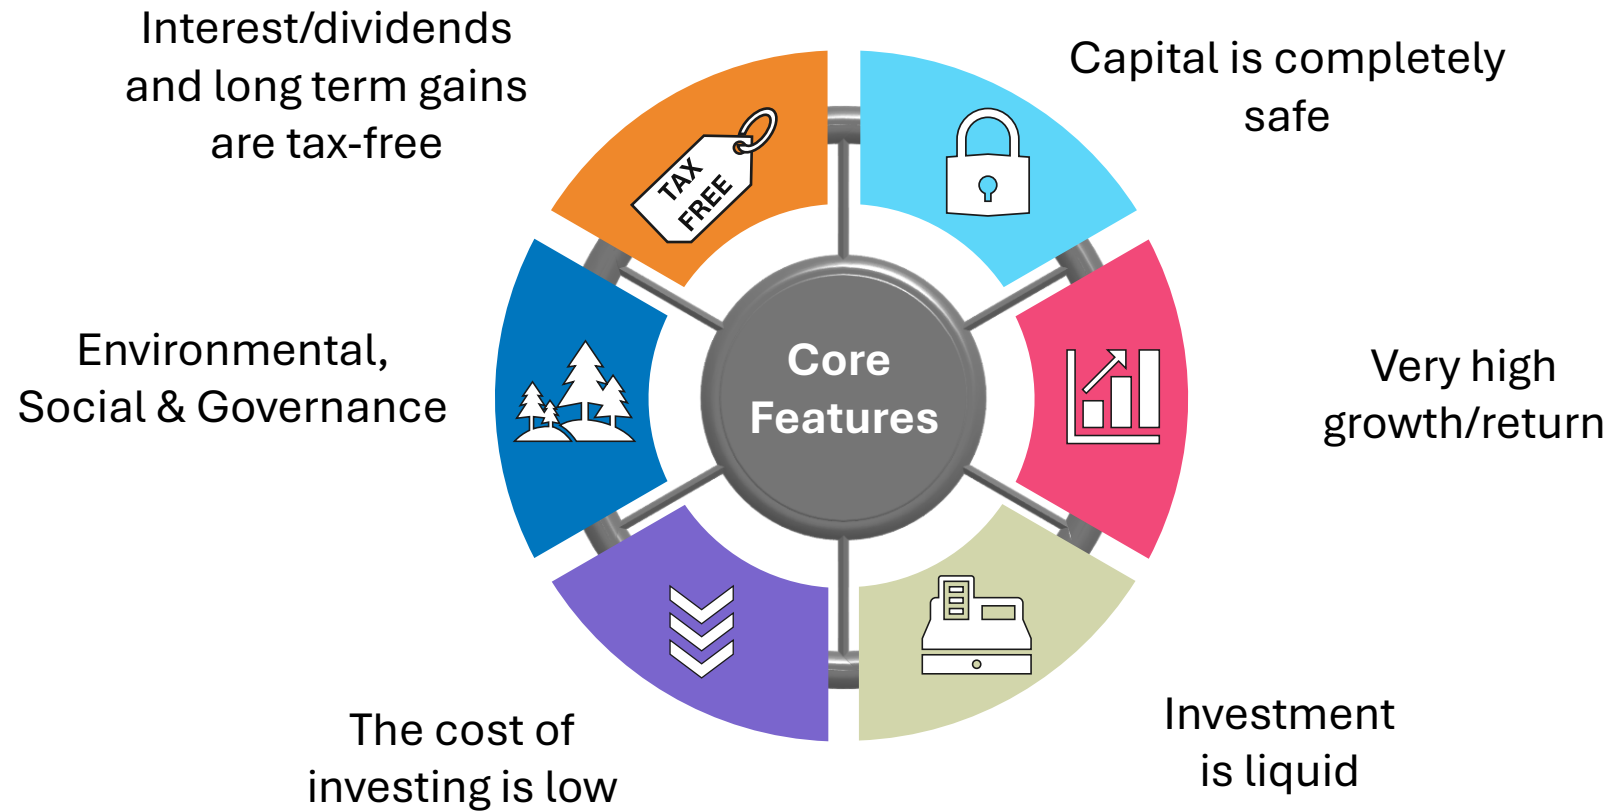 Interest/dividends
and long term gains
are tax-free
Capital is completely
safe
TAX
FREE
Environmental,
Social & Governance
Core
Features
Very high
growth/return
The cost of
investing is low
Investment
is liquid